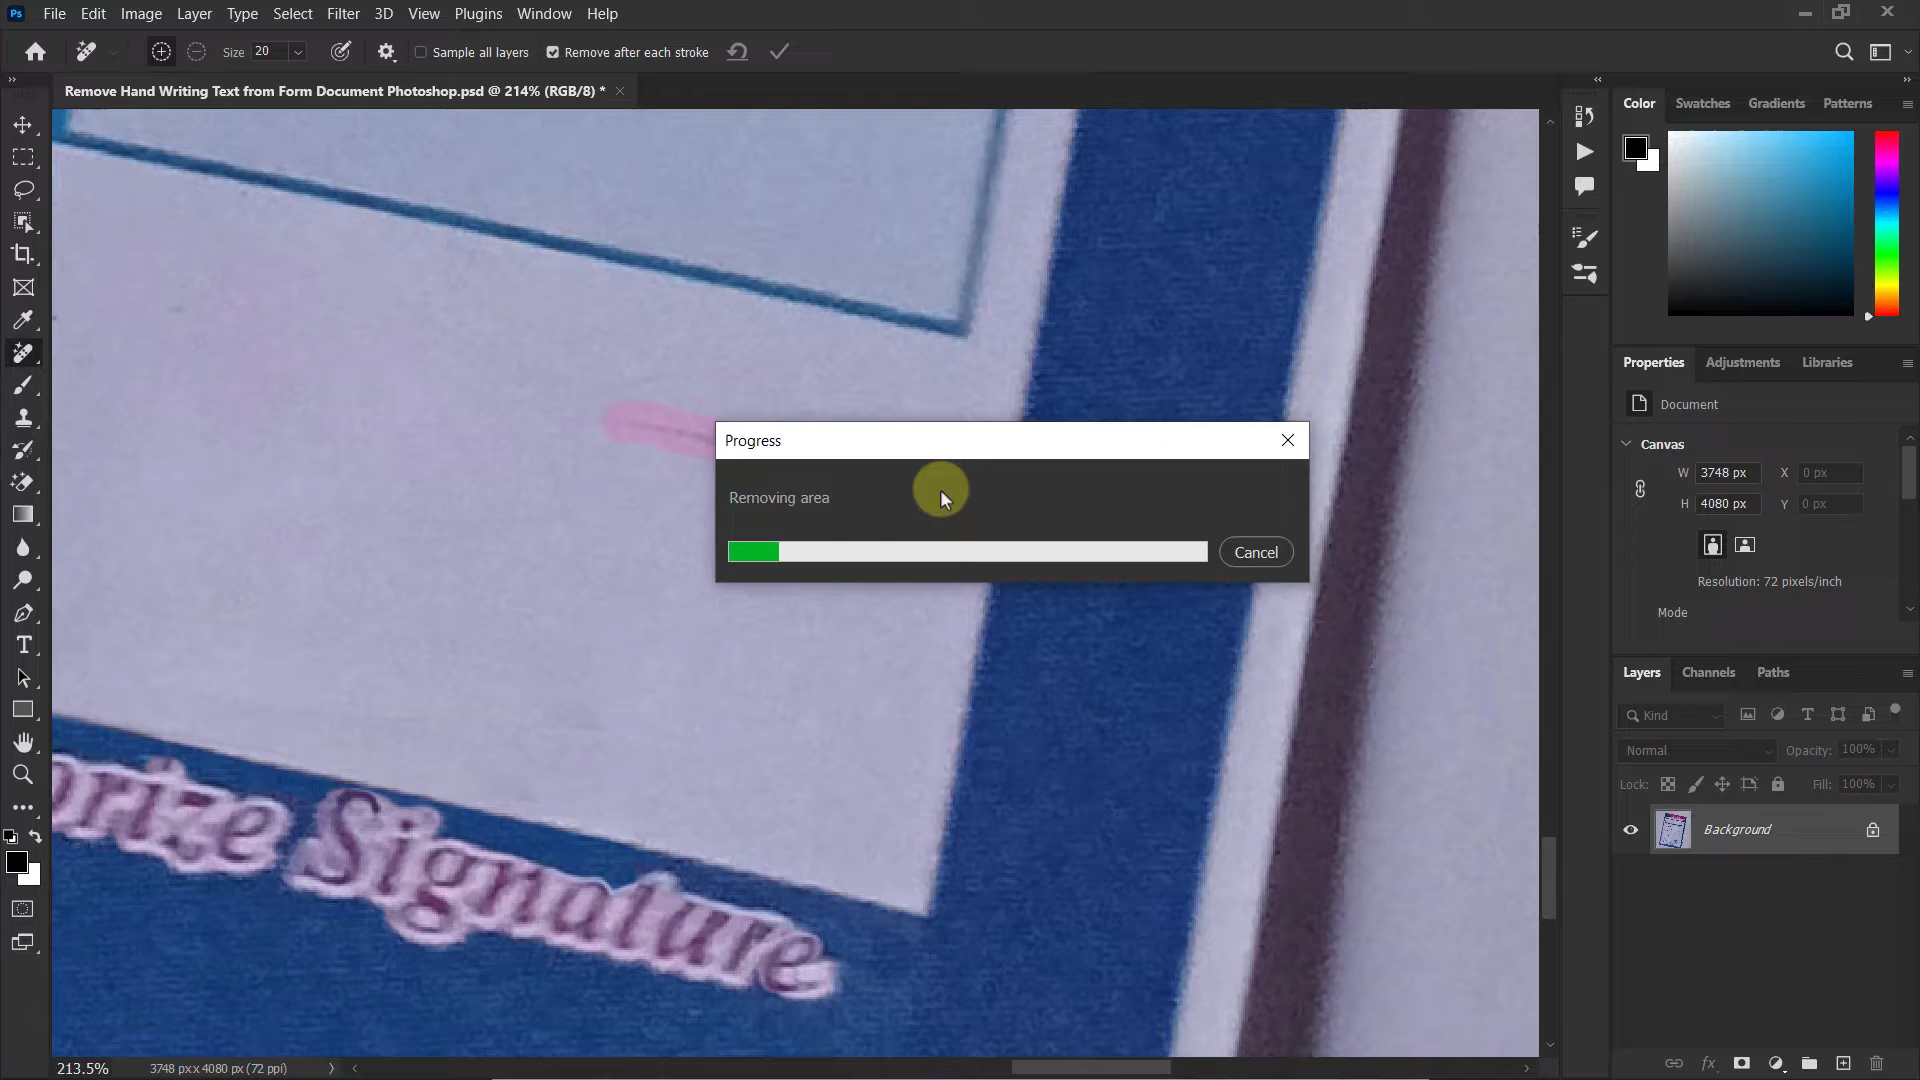 Ps File Edit Image Layer Type Select Filter 3D View Plugins Window Help
Size 20 Sample all layers Remove after each stroke
Remove Hand Writing Text from Form Document Photoshop.psd @ 214% (RGB/8) *
Color Swatches Gradients Patterns
Properties Adjustments Libraries
Document
Canvas
W 3748 px X 0 px
H 4080 px Y 0 px
Resolution: 72 pixels/inch
Mode
Progress
Removing area
Cancel
Layers Channels Paths
Kind
Normal Opacity: 100%
Lock: Fill: 100%
Background
orize Signature
213.5% 3748 px x 4080 px (72 ppi)